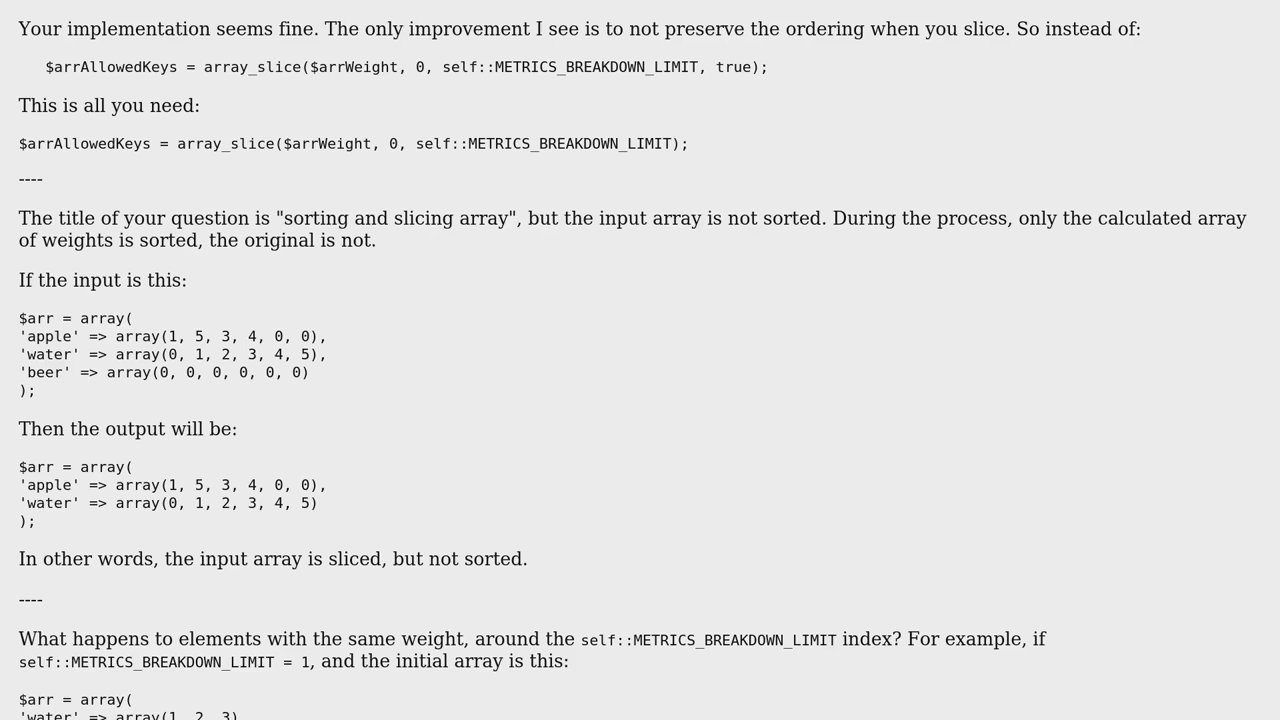 Your implementation seems fine. The only improvement I see is to not preserve the ordering when you slice. So instead of:
$arrAllowedKeys = array_slice($arrWeight, 0, self::METRICS_BREAKDOWN_LIMIT, true);
This is all you need:
$arrAllowedKeys = array_slice($arrWeight, 0, self::METRICS_BREAKDOWN_LIMIT);
----
The title of your question is "sorting and slicing array", but the input array is not sorted. During the process, only the calculated array
of weights is sorted, the original is not.
If the input is this:
$arr = array(
'apple' => array(1, 5, 3, 4, 0, 0),
'water' => array(0, 1, 2, 3, 4, 5),
'beer' => array(0, 0, 0, 0, 0, 0)
);
Then the output will be:
$arr = array(
'apple' => array(1, 5, 3, 4, 0, 0),
'water' => array(0, 1, 2, 3, 4, 5)
);
In other words, the input array is sliced, but not sorted.
----
What happens to elements with the same weight, around the self::METRICS_BREAKDOWN_LIMIT index? For example, if
self::METRICS_BREAKDOWN_LIMIT = 1, and the initial array is this:
$arr = array(
'water' => array(1, 2, 3)